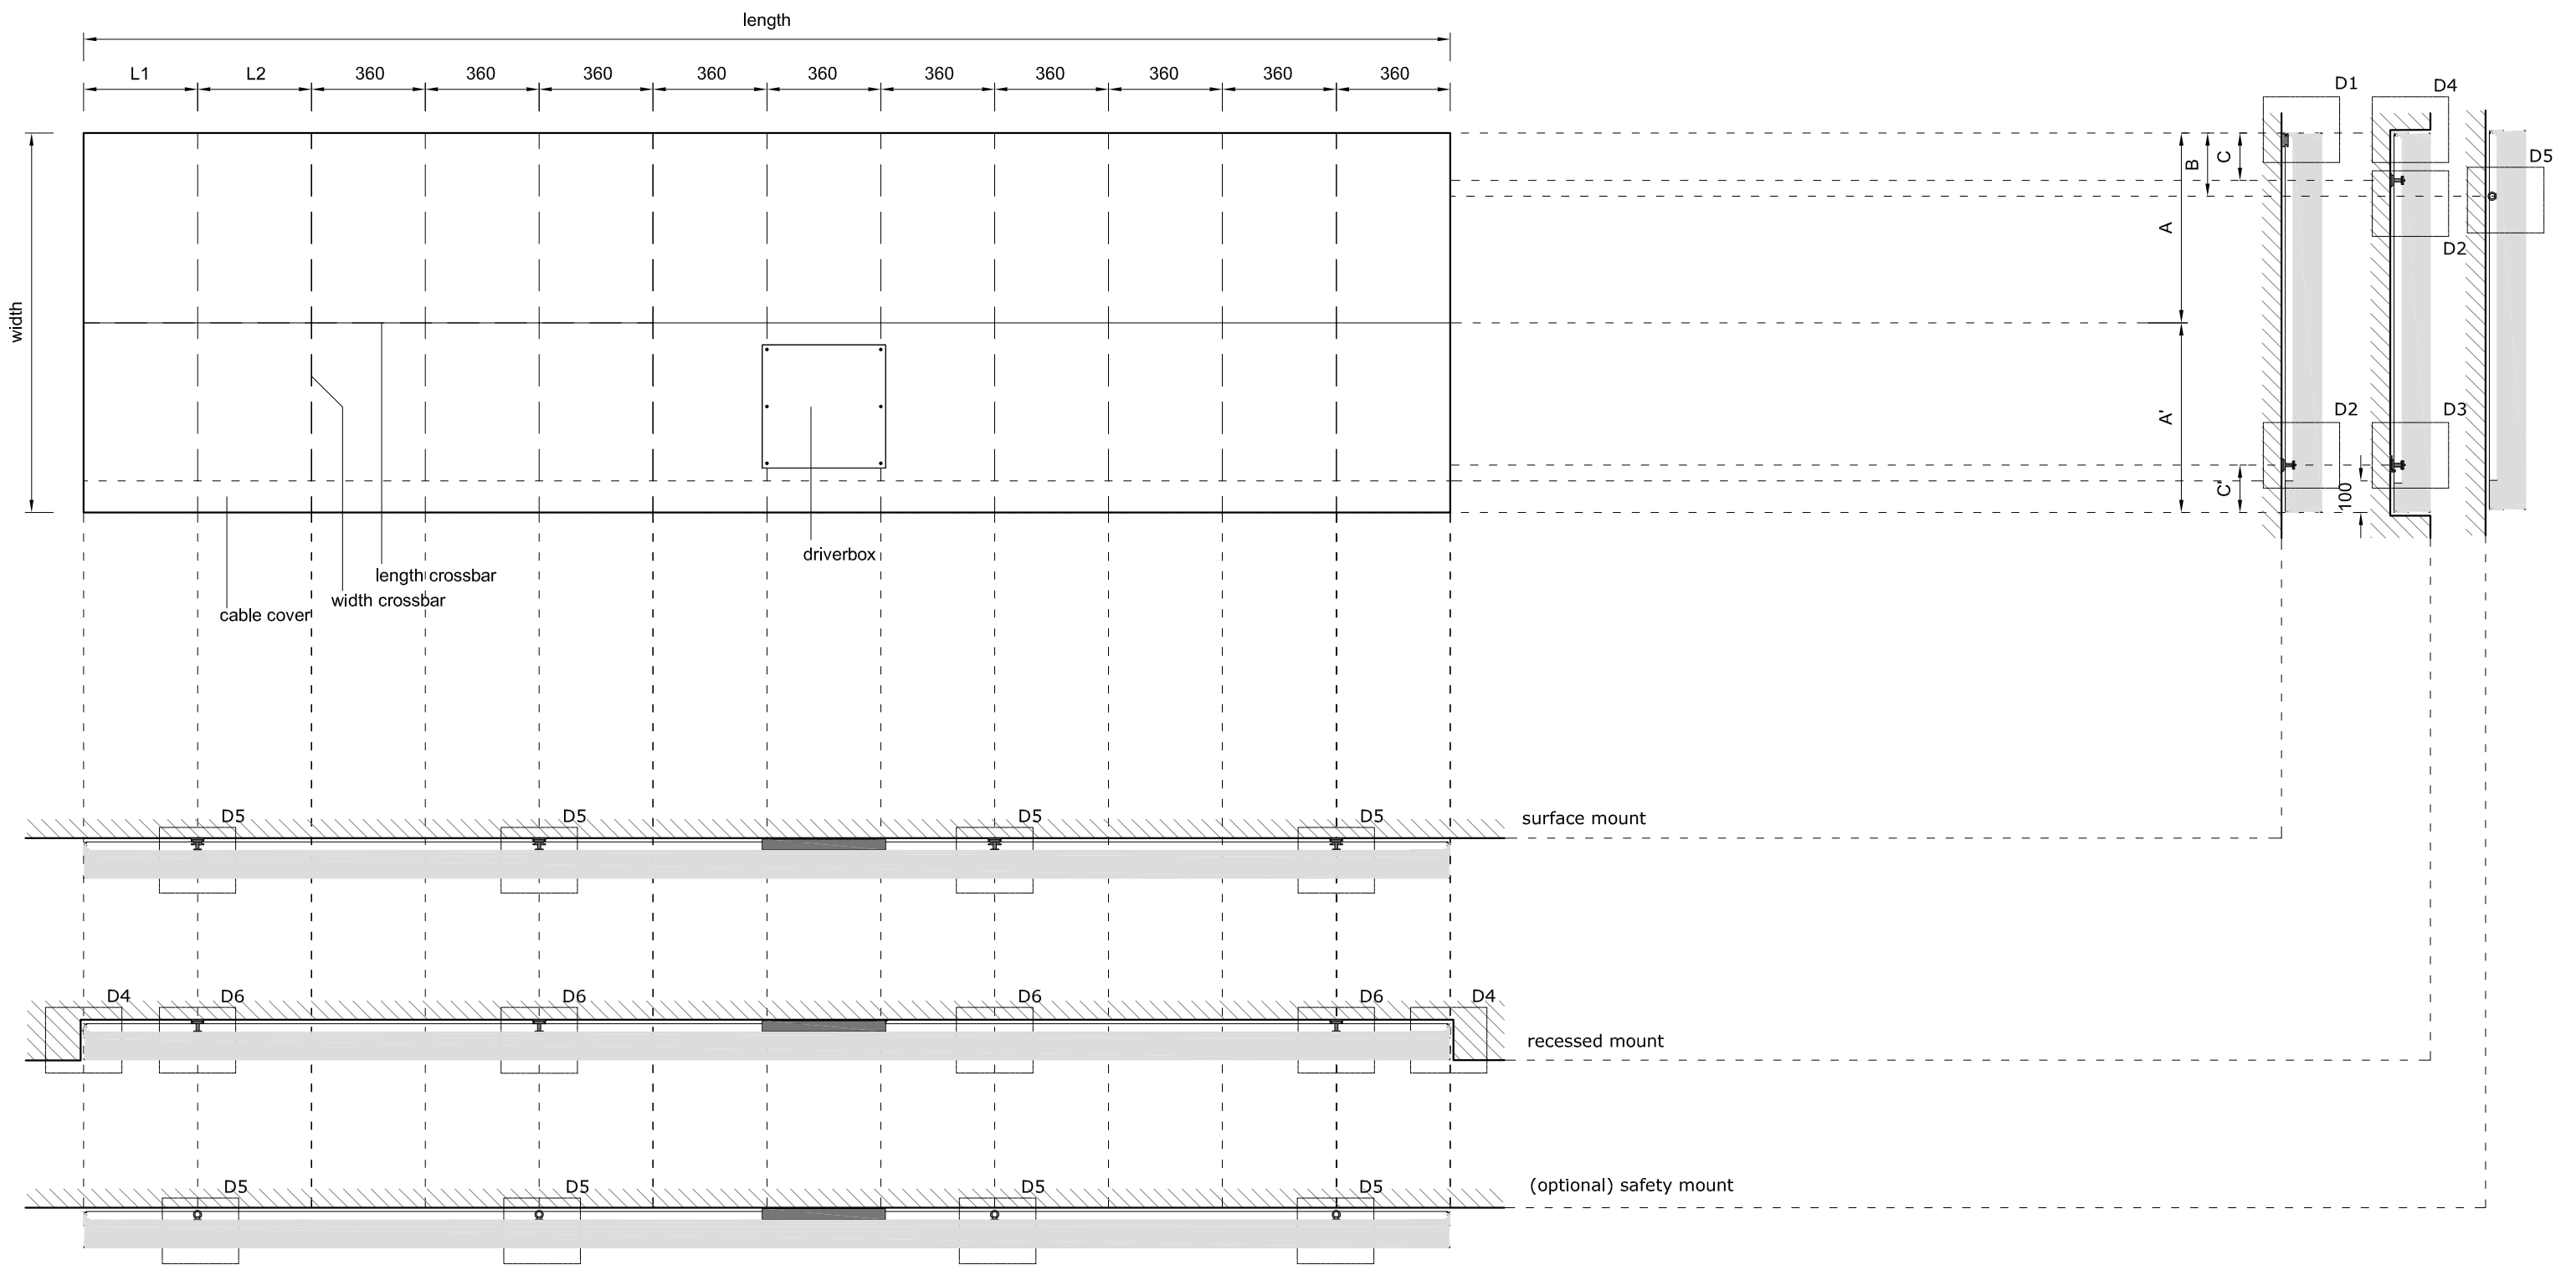 length
L1 L2 360 360 360 360 360 360 360 360 360 360
D1 D4
D5
B C
A
D2
width
A'
D2 D3
C'
100
driverbox
length crossbar
width crossbar
cable cover
D5 D5 D5 D5
surface mount
D4 D6 D6 D6 D6 D4
recessed mount
D5 D5 D5 D5
(optional) safety mount